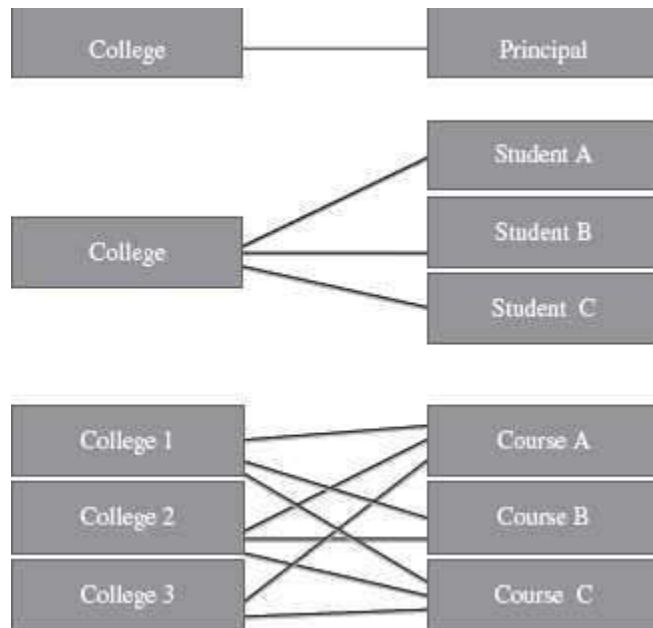 College
Principal
Student A
College
Student B
Student C
College 1
Course A
College 2
Course B
College 3
Course C